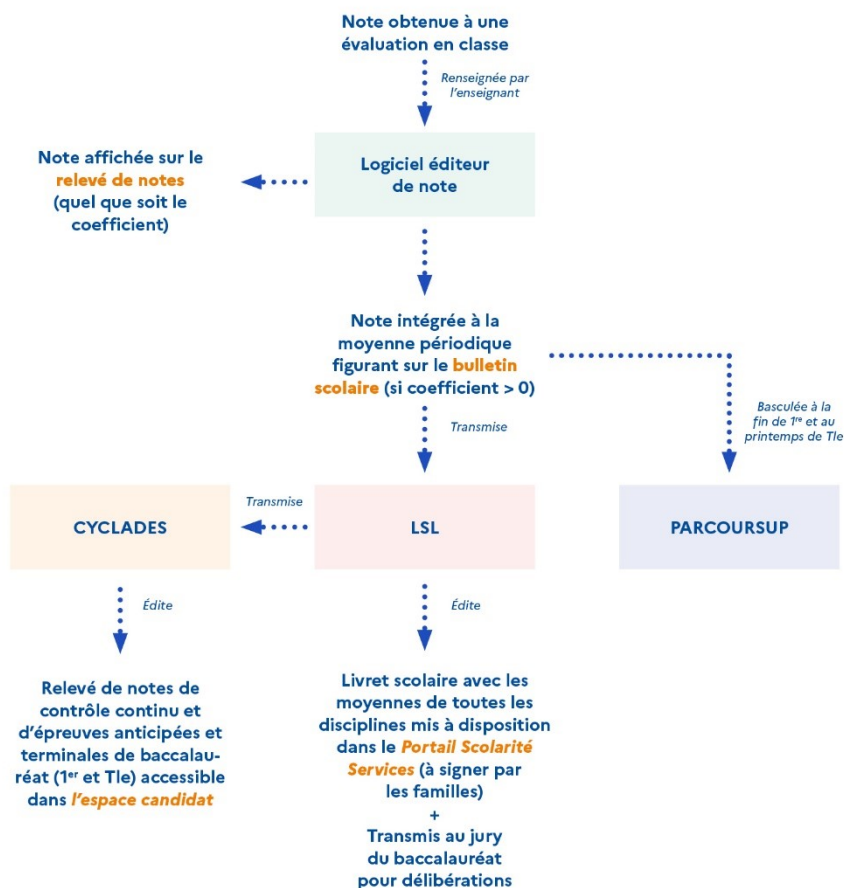 Note obtenue à une
évaluation en classe
Renseignée par
l'enseignant
Note affichée sur le
relevé de notes
(quel que soit le
coefficient)
Logiciel éditeur
de note
Note intégrée à la
moyenne périodique
figurant sur le bulletin
scolaire (si coefficient > 0)
Basculée à la
fin de 1re et au
printemps de Tle
Transmise
CYCLADES
Transmise
LSL
PARCOURSUP
Édite
Édite
Relevé de notes de
contrôle continu et
d'épreuves anticipées et
terminales de baccalau-
réat (1er et Tle) accessible
dans l'espace candidat
Livret scolaire avec les
moyennes de toutes les
disciplines mis à disposition
dans le Portail Scolarité
Services (à signer par
les familles)
+
Transmis au jury
du baccalauréat
pour délibérations